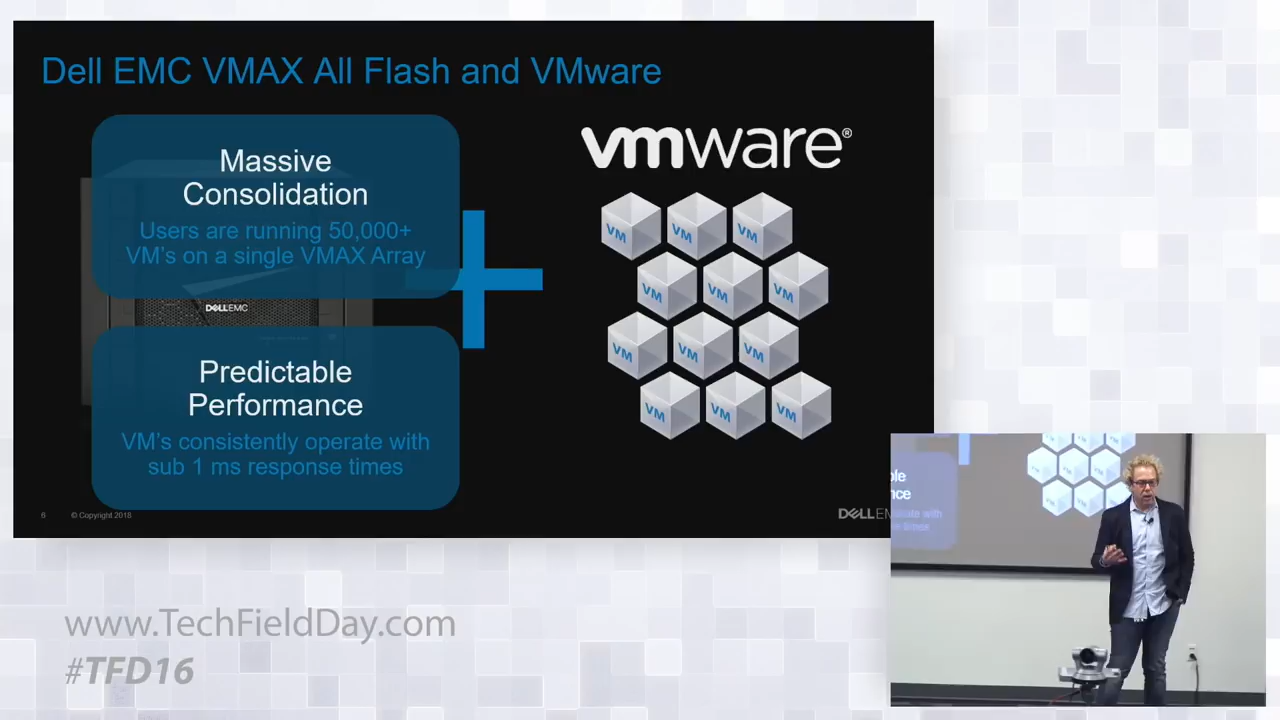 Dell EMC VMAX All Flash and VMware
Massive
Consolidation
Users are running 50,000+
VM's on a single VMAX Array
DELLEMC
Predictable
Performance
VM's consistently operate with
sub 1 ms response times
vmware®
VM VM VM
VM VM VM
VM VM VM
VM VM VM
6 © Copyright 2018
DELLEM
www.TechFieldDay.com
#TFD16